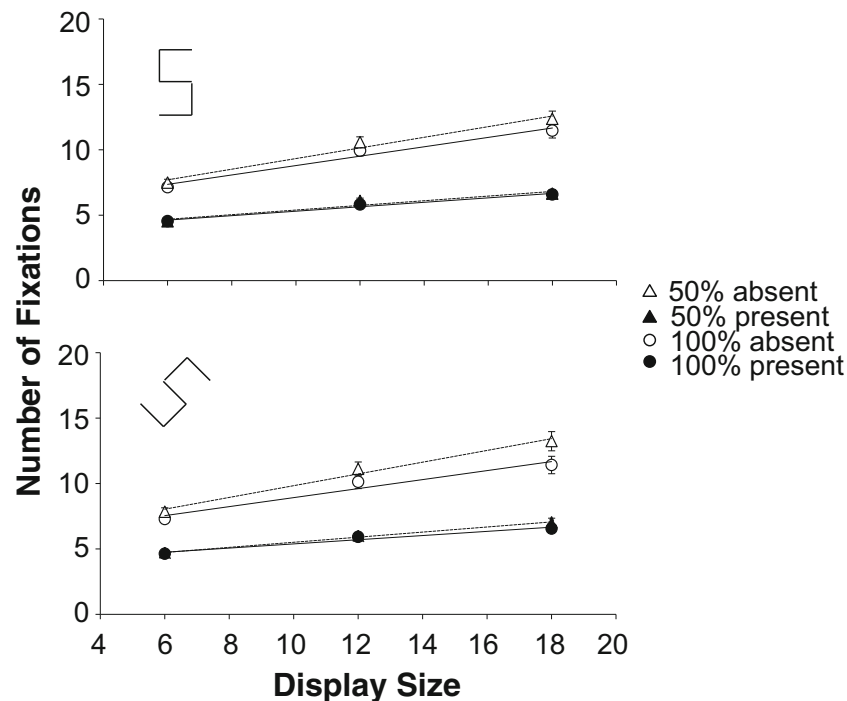 20
15
10
5
0
Number of Fixations
50% absent
50% present
100% absent
100% present
20
15
10
5
0
4 6 8 10 12 14 16 18 20
Display Size